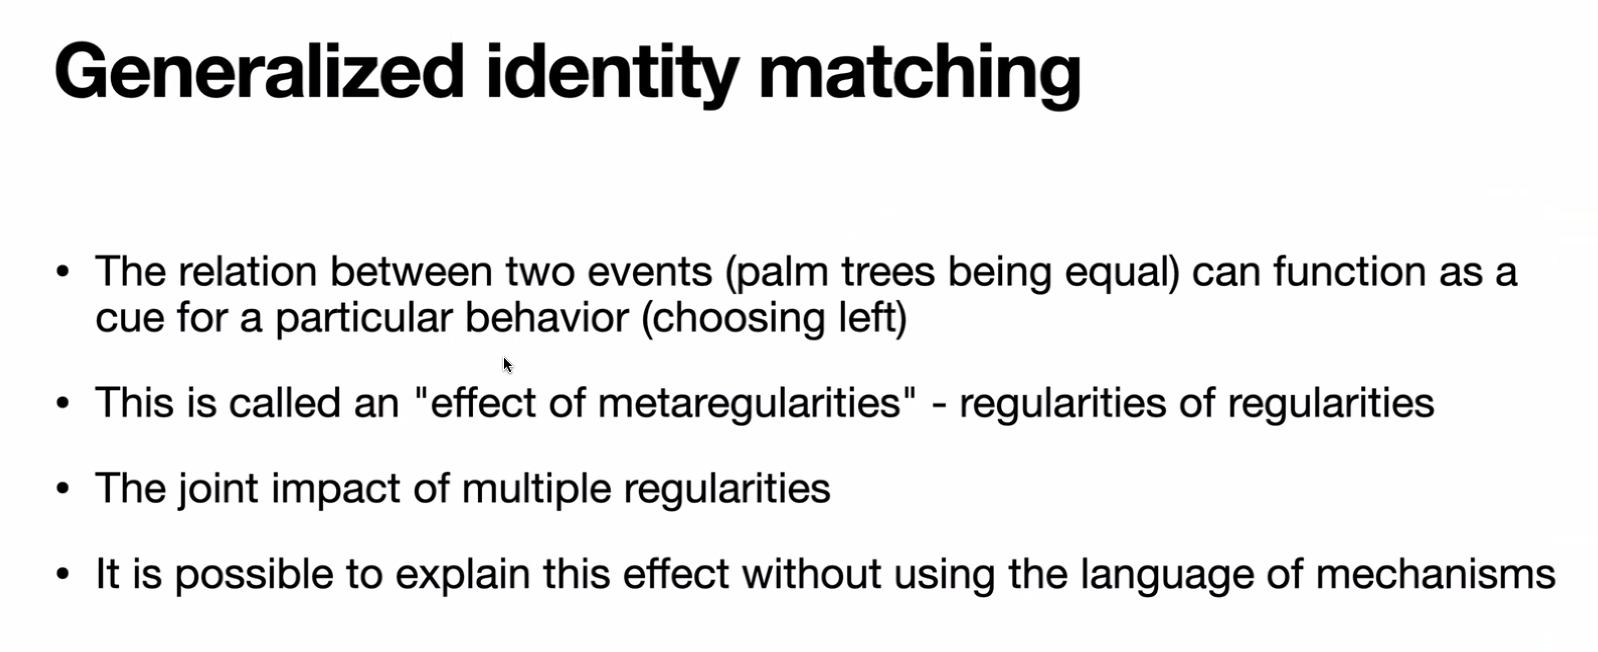 Generalized identity matching
• The relation between two events (palm trees being equal) can function as a
cue for a particular behavior (choosing left)
• This is called an "effect of metaregularities" - regularities of regularities
• The joint impact of multiple regularities
• It is possible to explain this effect without using the language of mechanisms